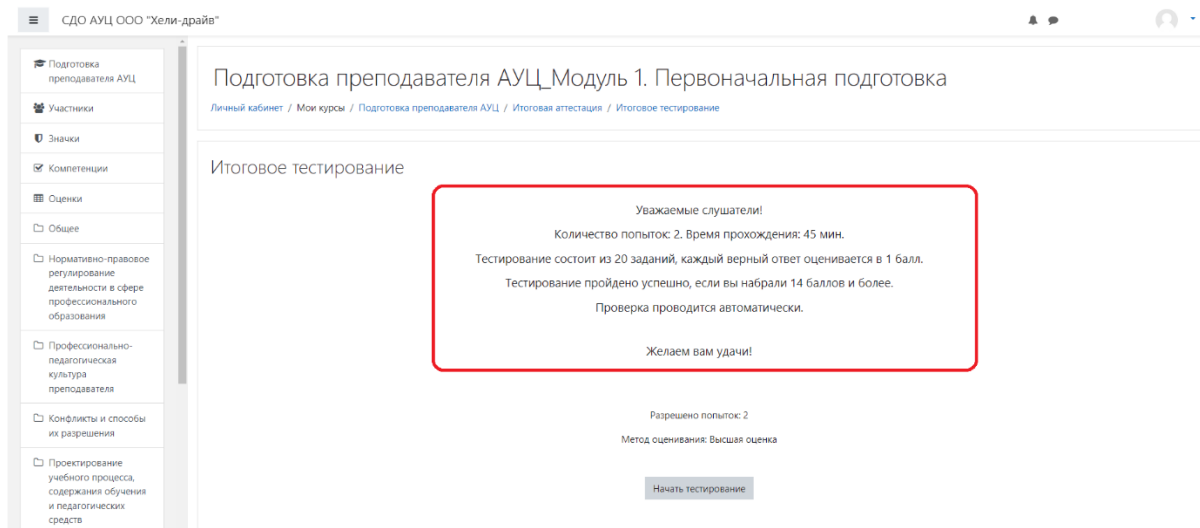 СДО АУЦ ООО "Хели-драйв"
Подготовка
преподавателя АУЦ
Участники
Значки
Компетенции
Оценки
Общее
Нормативно-правовое
регулирование
деятельности в сфере
профессионального
образования
Профессионально-
педагогическая
культура
преподавателя
Конфликты и способы
их разрешения
Проектирование
учебного процесса,
содержания обучения
и педагогических
средств
Подготовка преподавателя АУЦ_Модуль 1. Первоначальная подготовка
Личный кабинет / Мои курсы / Подготовка преподавателя АУЦ / Итоговая аттестация / Итоговое тестирование
Итоговое тестирование
Уважаемые слушатели!
Количество попыток: 2. Время прохождения: 45 мин.
Тестирование состоит из 20 заданий, каждый верный ответ оценивается в 1 балл.
Тестирование пройдено успешно, если вы набрали 14 баллов и более.
Проверка проводится автоматически.
Желаем вам удачи!
Разрешено попыток: 2
Метод оценивания: Высшая оценка
Начать тестирование